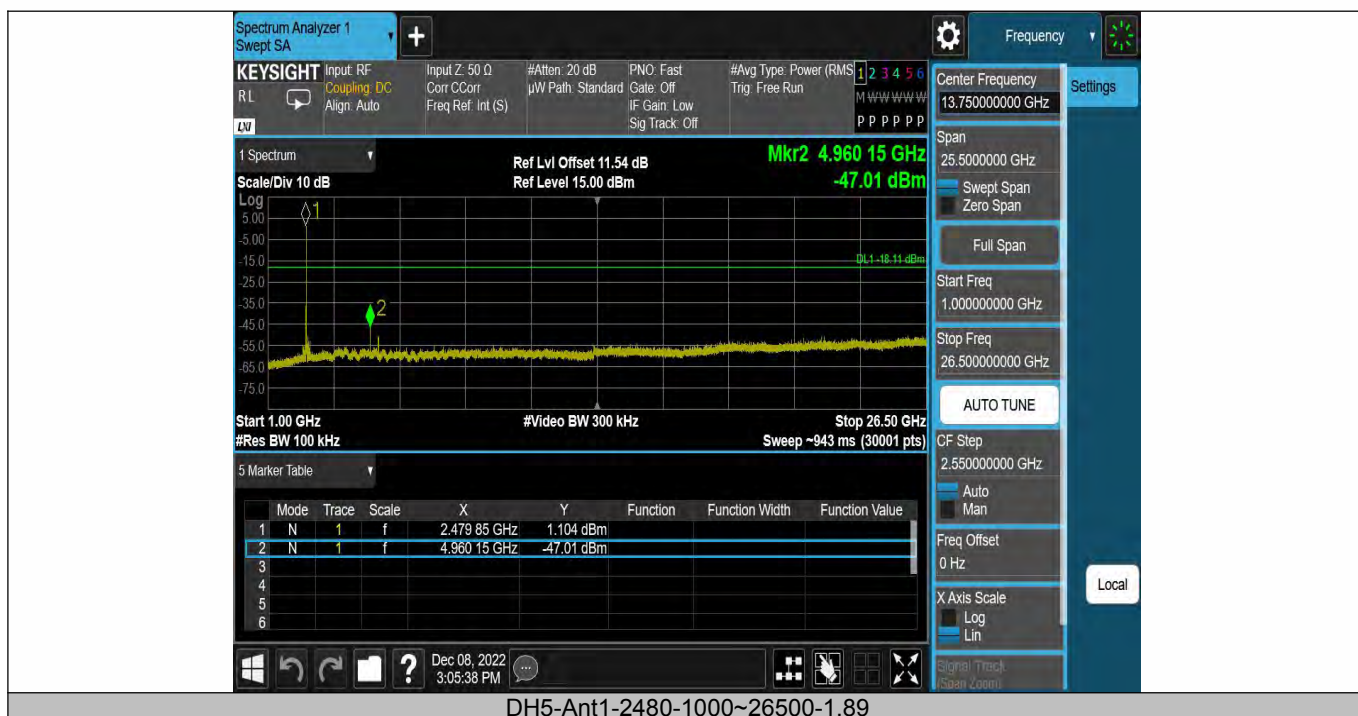 Spectrum Analyzer 1
Swept SA
+
Frequency
KEYSIGHT
Input: RF
Input Z: 50 Ω
#Atten: 20 dB
PNO: Fast
#Avg Type: Power (RMS
1 2 3 4 5 6
R L
Coupling: DC
Corr CCorr
µW Path: Standard
Gate: Off
Trig: Free Run
M W W W W W
Align: Auto
Freq Ref: Int (S)
IF Gain: Low
P P P P P P
LXI
Sig Track: Off
1 Spectrum
Ref Lvl Offset 11.54 dB
Mkr2 4.960 15 GHz
Scale/Div 10 dB
Ref Level 15.00 dBm
-47.01 dBm
Log
1
5.00
-5.00
-15.0
DL1 -18.11 dBm
-25.0
-35.0
2
-45.0
-55.0
-65.0
-75.0
Start 1.00 GHz
#Video BW 300 kHz
Stop 26.50 GHz
#Res BW 100 kHz
Sweep ~943 ms (30001 pts)
5 Marker Table
Mode Trace Scale X Y Function Function Width Function Value
1 N 1 f 2.479 85 GHz 1.104 dBm
2 N 1 f 4.960 15 GHz -47.01 dBm
3
4
5
6
?
Dec 08, 2022
3:05:38 PM
Center Frequency
13.750000000 GHz
Settings
Span
25.5000000 GHz
Swept Span
Zero Span
Full Span
Start Freq
1.000000000 GHz
Stop Freq
26.500000000 GHz
AUTO TUNE
CF Step
2.550000000 GHz
Auto
Man
Freq Offset
0 Hz
Local
X Axis Scale
Log
Lin
Signal Track
(Span Zoom)
DH5-Ant1-2480-1000~26500-1.89